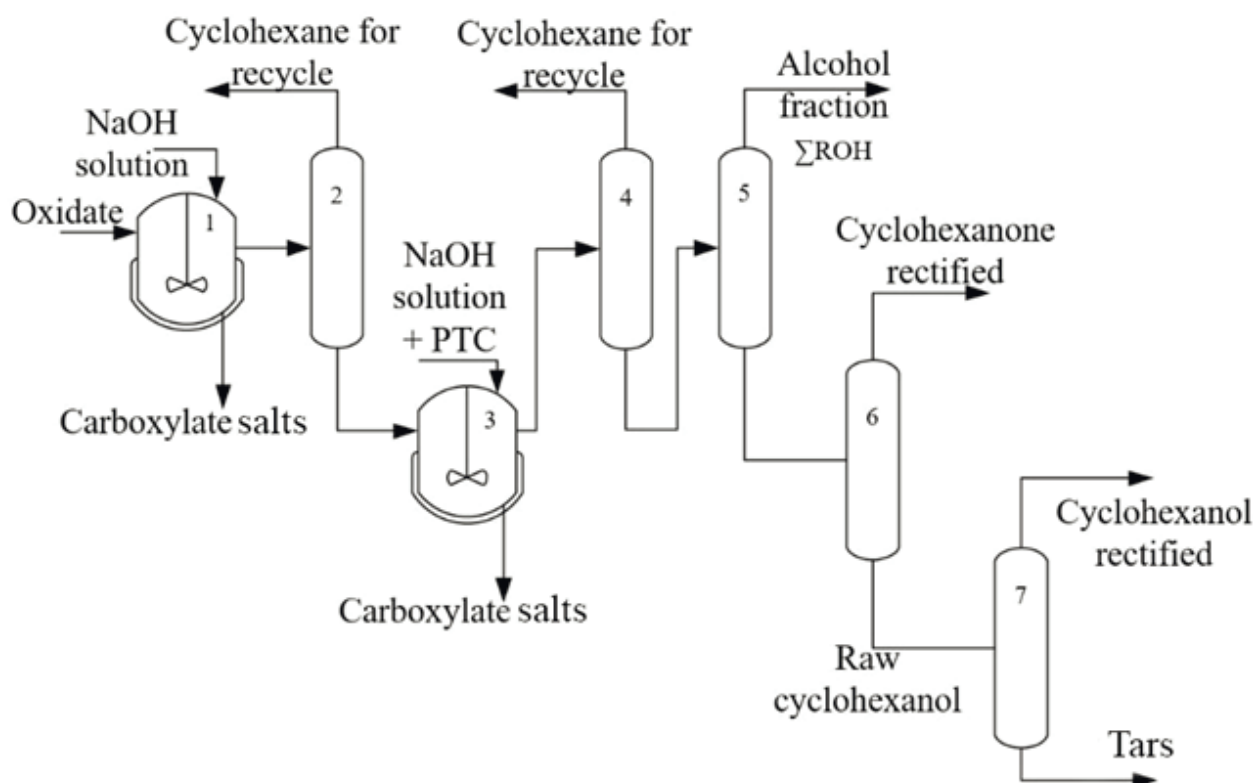 Cyclohexane for
recycle
Cyclohexane for
recycle
Alcohol
fraction
∑ROH
NaOH
solution
Oxidate
1
2
4
5
Cyclohexanone
rectified
NaOH
solution
+ PTC
3
Carboxylate salts
6
Cyclohexanol
rectified
Carboxylate salts
7
Raw
cyclohexanol
Tars